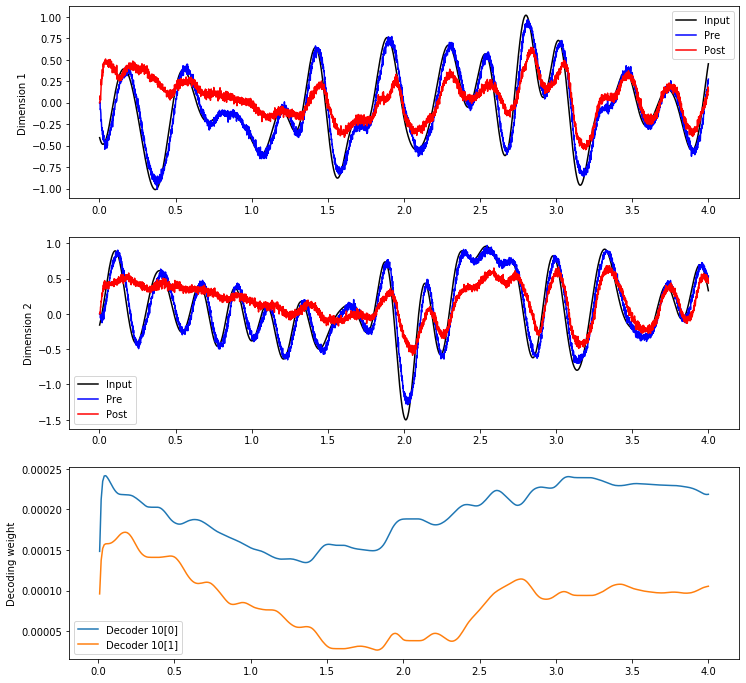 1.00
0.75
0.50
0.25
0.00
−0.25
−0.50
−0.75
−1.00
Dimension 1
Input
Pre
Post
0.0 0.5 1.0 1.5 2.0 2.5 3.0 3.5 4.0
1.0
0.5
0.0
−0.5
−1.0
−1.5
Dimension 2
Input
Pre
Post
0.0 0.5 1.0 1.5 2.0 2.5 3.0 3.5 4.0
0.00025
0.00020
0.00015
0.00010
0.00005
Decoding weight
Decoder 10[0]
Decoder 10[1]
0.0 0.5 1.0 1.5 2.0 2.5 3.0 3.5 4.0